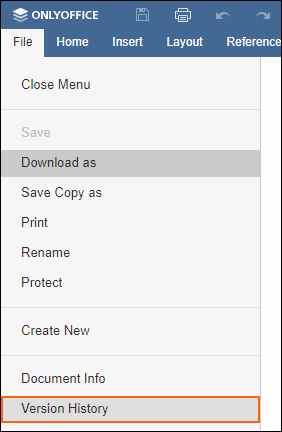 ONLYOFFICE
File Home Insert Layout Reference
Close Menu
Save
Download as
Save Copy as
Print
Rename
Protect
Create New
Document Info
Version History